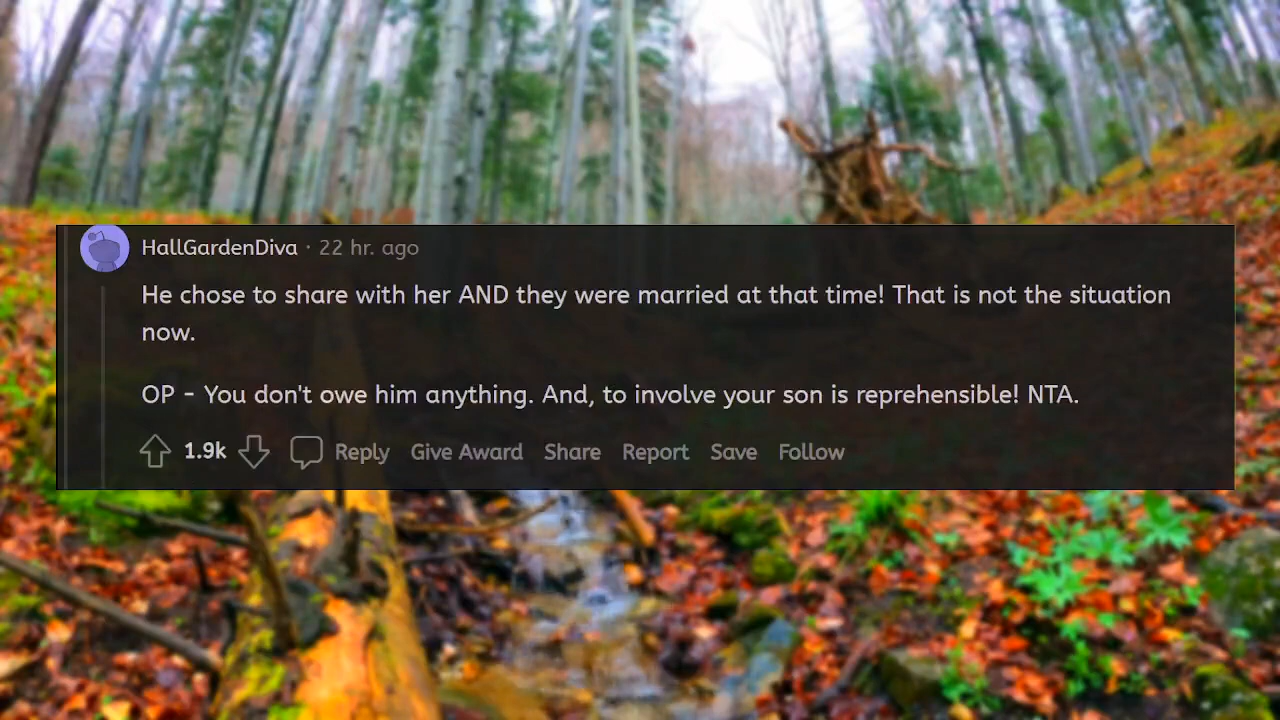 HallGardenDiva · 22 hr. ago
He chose to share with her AND they were married at that time! That is not the situation
now.
OP - You don't owe him anything. And, to involve your son is reprehensible! NTA.
1.9k Reply Give Award Share Report Save Follow